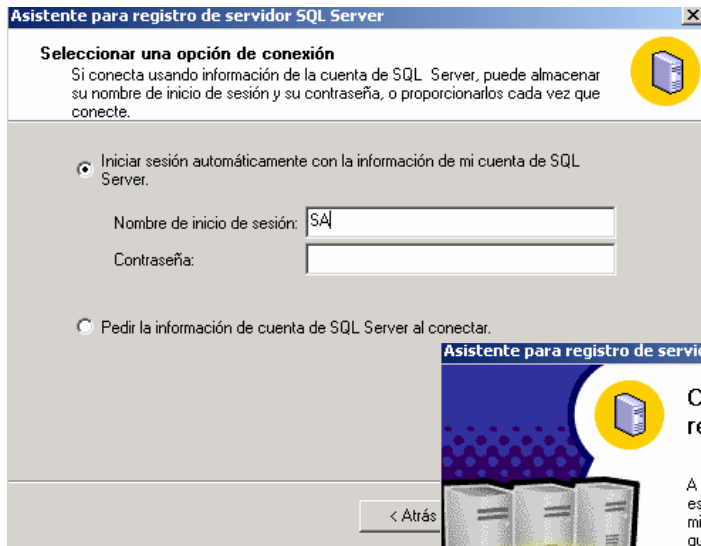 Asistente para registro de servidor SQL Server
Seleccionar una opción de conexión
Si conecta usando información de la cuenta de SQL Server, puede almacenar
su nombre de inicio de sesión y su contraseña, o proporcionarlos cada vez que
conecte.
Iniciar sesión automáticamente con la información de mi cuenta de SQL
Server.
Nombre de inicio de sesión: SA
Contraseña:
Pedir la información de cuenta de SQL Server al conectar.
< Atrás
Asistente para registro de
A